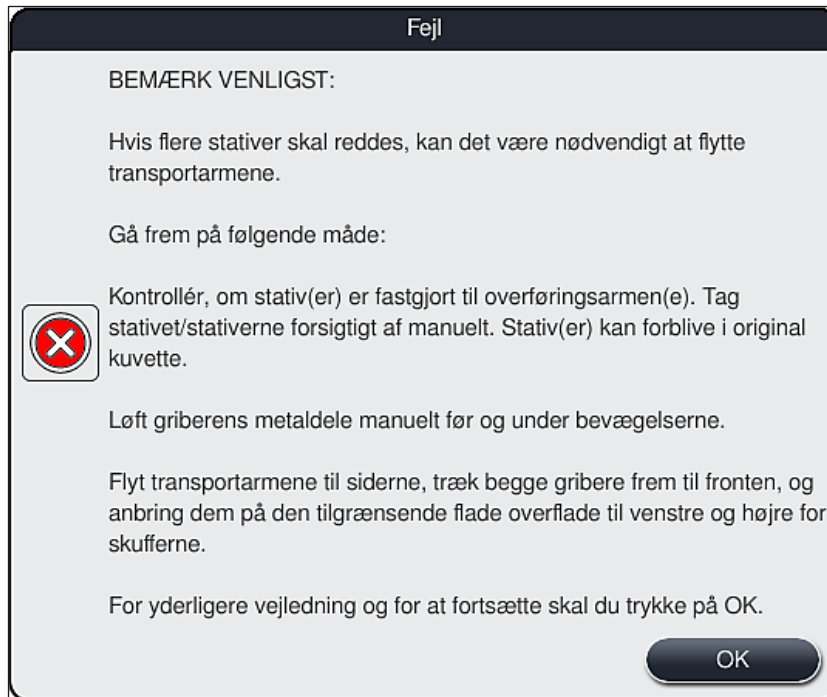 Fejl
BEMÆRK VENLIGST:
Hvis flere stativer skal reddes, kan det være nødvendigt at flytte
transportarmene.
Gå frem på følgende måde:
Kontrollér, om stativ(er) er fastgjort til overføringsarmen(e). Tag
stativet/stativerne forsigtigt af manuelt. Stativ(er) kan forblive i original
kuvette.
Løft griberens metaldele manuelt før og under bevægelserne.
Flyt transportarmene til siderne, træk begge gribere frem til fronten, og
anbring dem på den tilgrænsende flade overflade til venstre og højre for
skufferne.
For yderligere vejledning og for at fortsætte skal du trykke på OK.
OK